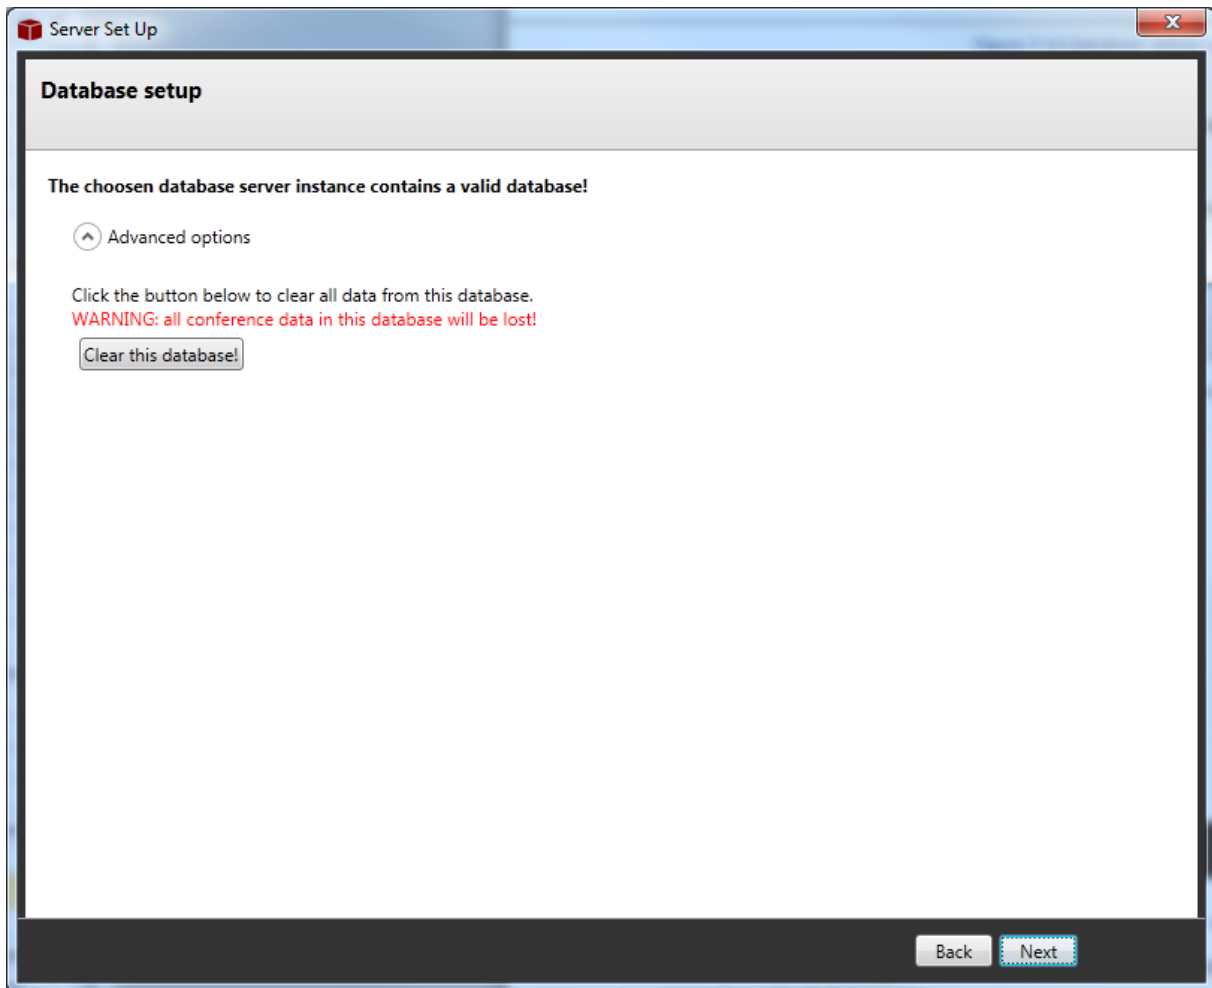 Server Set Up
Database setup
The choosen database server instance contains a valid database!
Advanced options
Click the button below to clear all data from this database.
WARNING: all conference data in this database will be lost!
Clear this database!
Back
Next